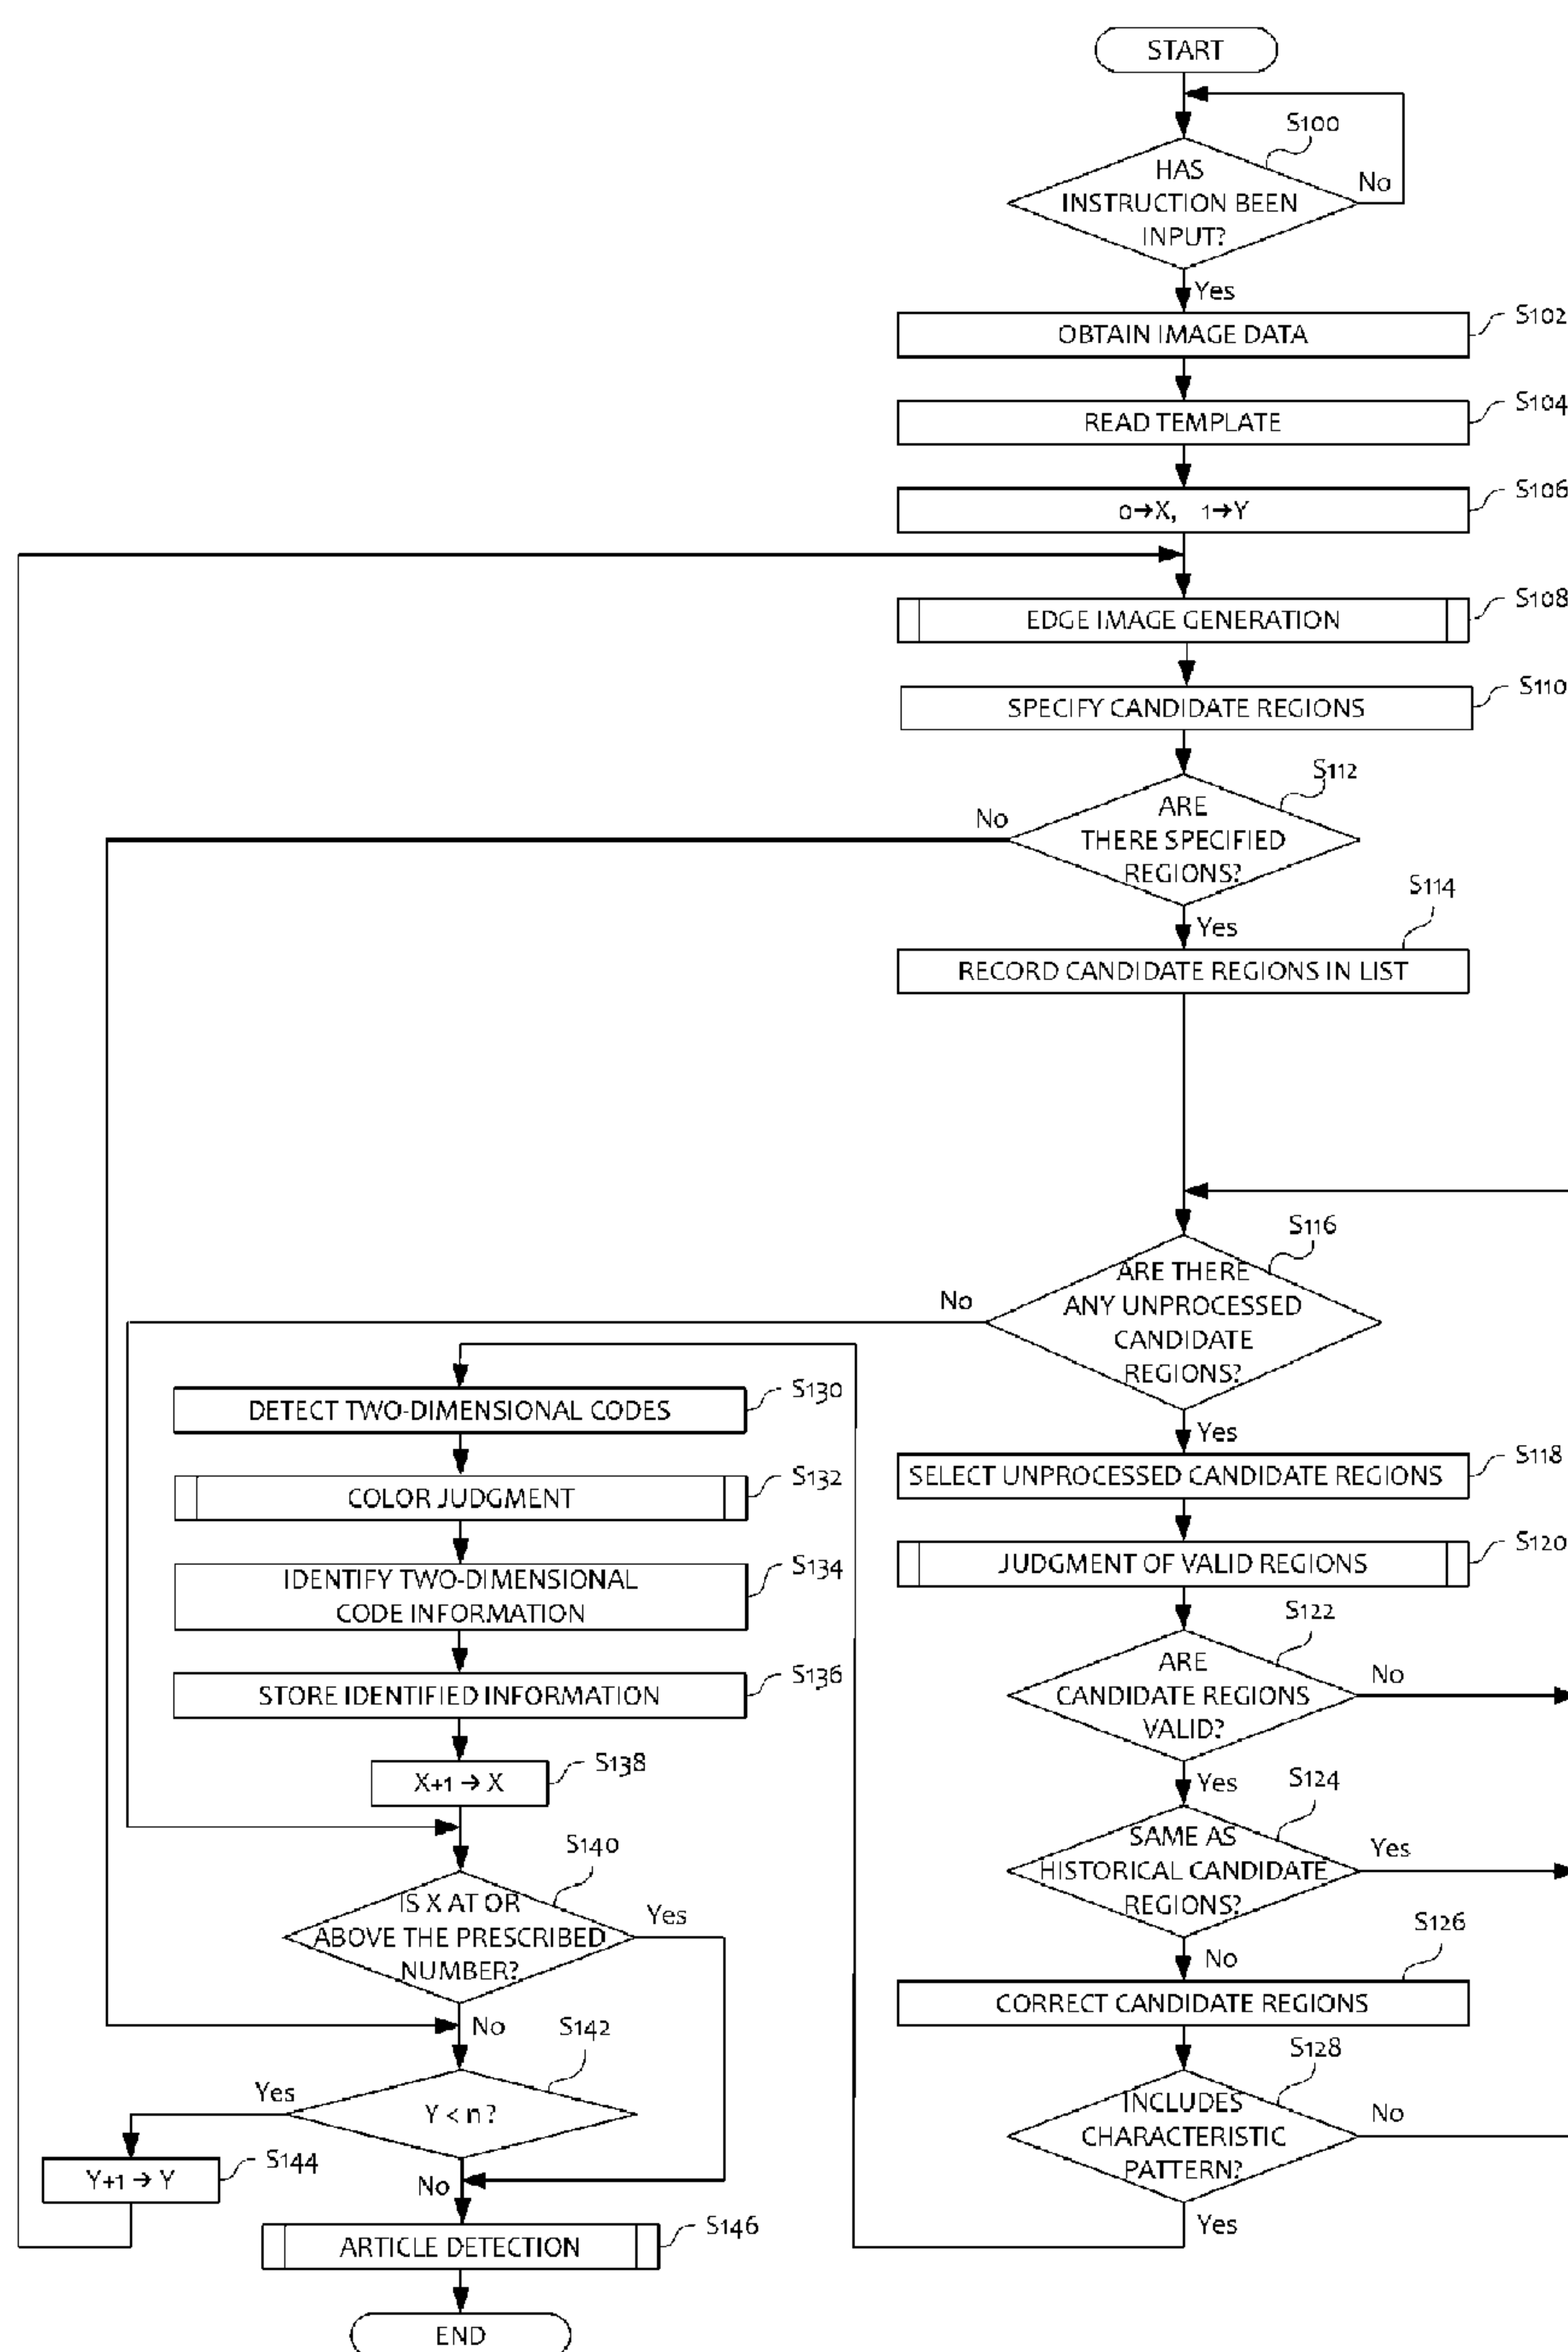 START
S100
HAS
INSTRUCTION BEEN
INPUT?
No
Yes
OBTAIN IMAGE DATA
S102
READ TEMPLATE
S104
0→X, 1→Y
S106
EDGE IMAGE GENERATION
S108
SPECIFY CANDIDATE REGIONS
S110
S112
ARE
THERE SPECIFIED
REGIONS?
No
Yes
S114
RECORD CANDIDATE REGIONS IN LIST
S116
ARE THERE
ANY UNPROCESSED
CANDIDATE
REGIONS?
No
Yes
SELECT UNPROCESSED CANDIDATE REGIONS
S118
JUDGMENT OF VALID REGIONS
S120
S122
ARE
CANDIDATE REGIONS
VALID?
No
Yes
S124
SAME AS
HISTORICAL CANDIDATE
REGIONS?
Yes
No
S126
CORRECT CANDIDATE REGIONS
S128
INCLUDES
CHARACTERISTIC
PATTERN?
No
Yes
DETECT TWO-DIMENSIONAL CODES
S130
COLOR JUDGMENT
S132
IDENTIFY TWO-DIMENSIONAL
CODE INFORMATION
S134
STORE IDENTIFIED INFORMATION
S136
X+1 → X
S138
S140
IS X AT OR
ABOVE THE PRESCRIBED
NUMBER?
Yes
No
S142
Y < n ?
Yes
No
Y+1 → Y
S144
ARTICLE DETECTION
S146
END